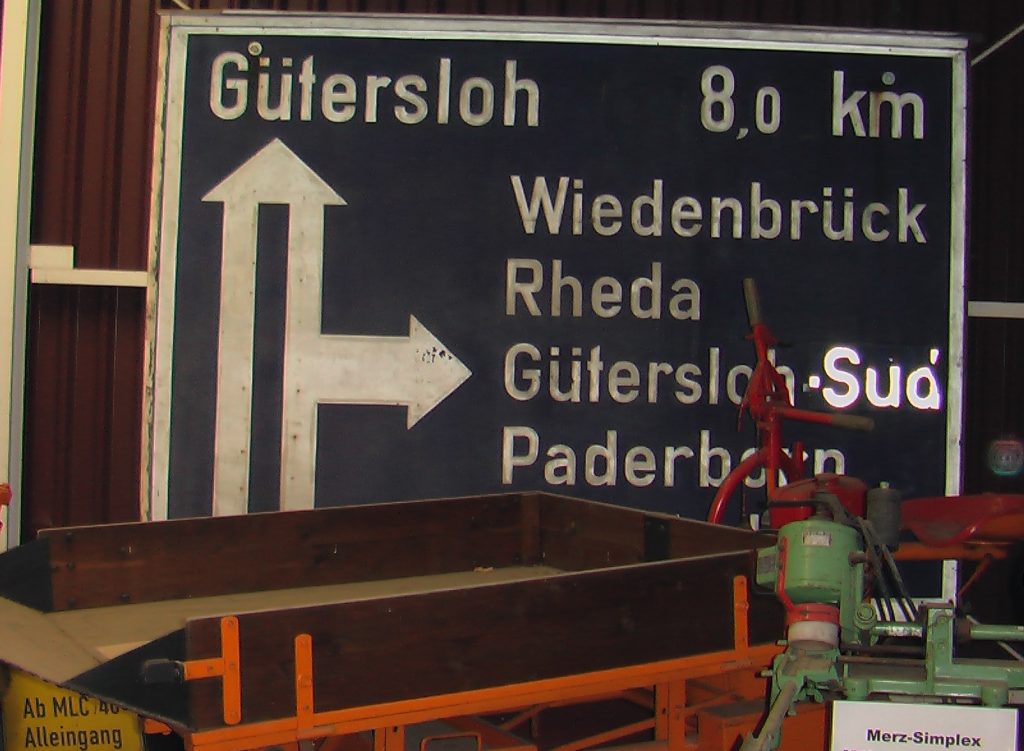 Gütersloh 8,0 km
Wiedenbrück
Rheda
Gütersloh-Süd
Paderborn
Ab MLC 40
Alleingang
Merz-Simplex